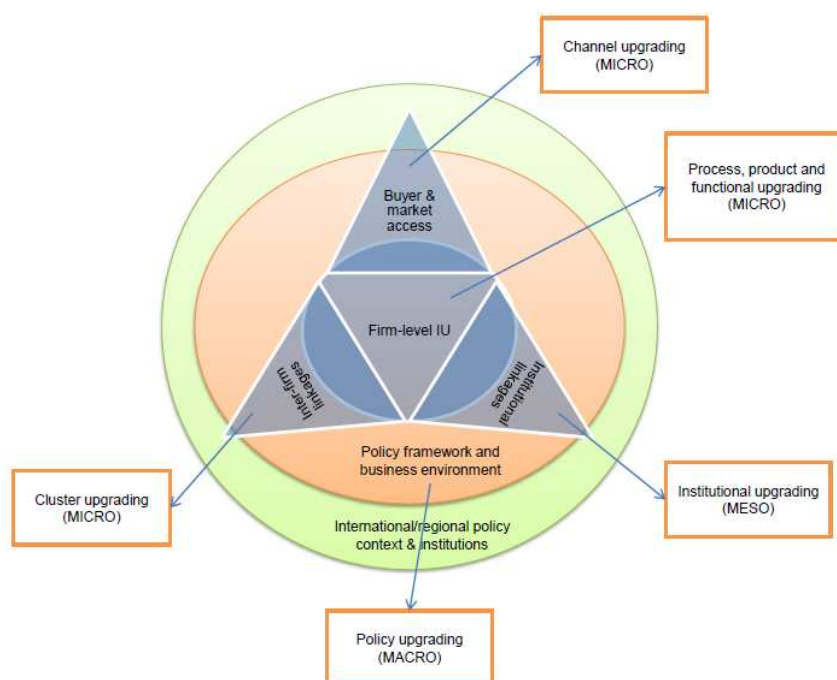 Channel upgrading
(MICRO)
Process, product and
functional upgrading
(MICRO)
Buyer &
market
access
Firm-level IU
Inter-firm
linkages
Institutional
linkages
Policy framework and
business environment
Cluster upgrading
(MICRO)
Institutional upgrading
(MESO)
International/regional policy
context & institutions
Policy upgrading
(MACRO)